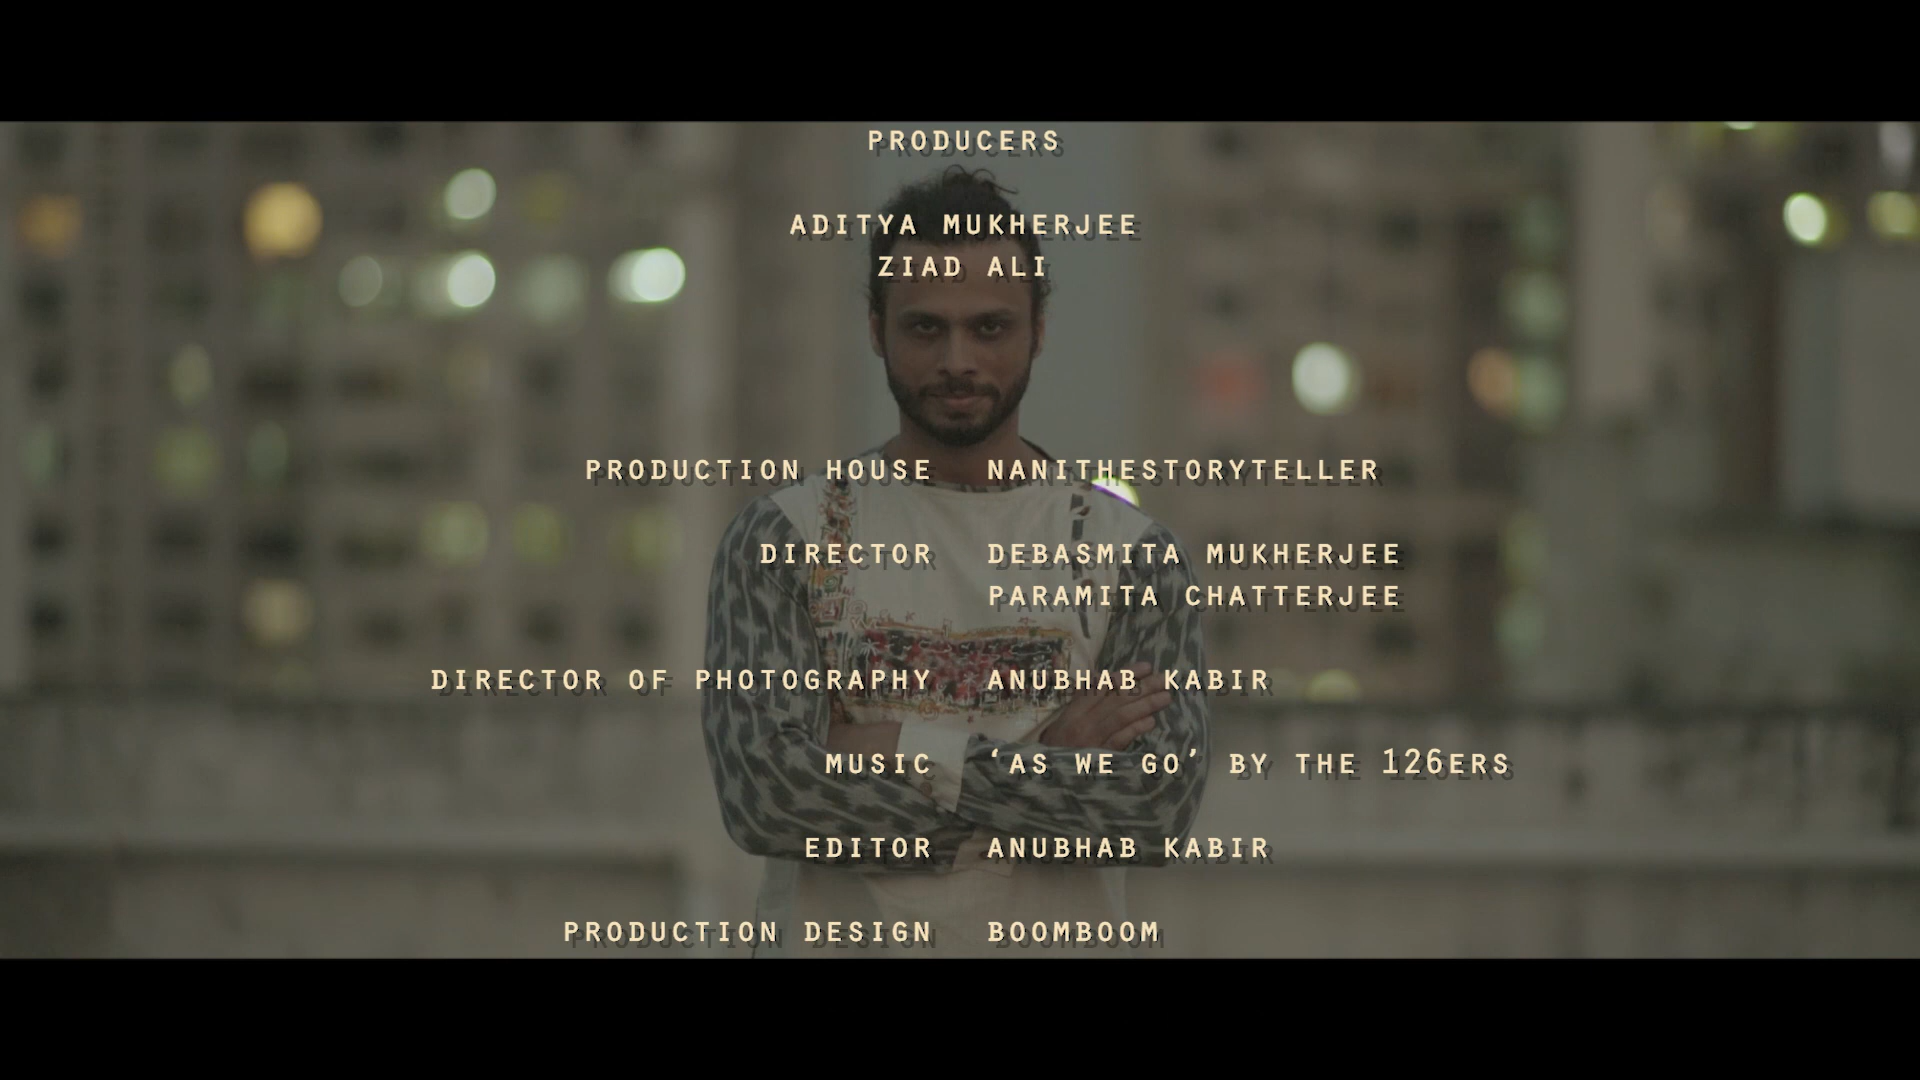 PRODUCERS
ADITYA MUKHERJEE
ZIAD ALI
PRODUCTION HOUSE NANITHESTORYTELLER
DIRECTOR DEBASMITA MUKHERJEE
PARAMITA CHATTERJEE
DIRECTOR OF PHOTOGRAPHY ANUBHAB KABIR
MUSIC ‘AS WE GO’ BY THE 126ERS
EDITOR ANUBHAB KABIR
PRODUCTION DESIGN BOOMBOOM